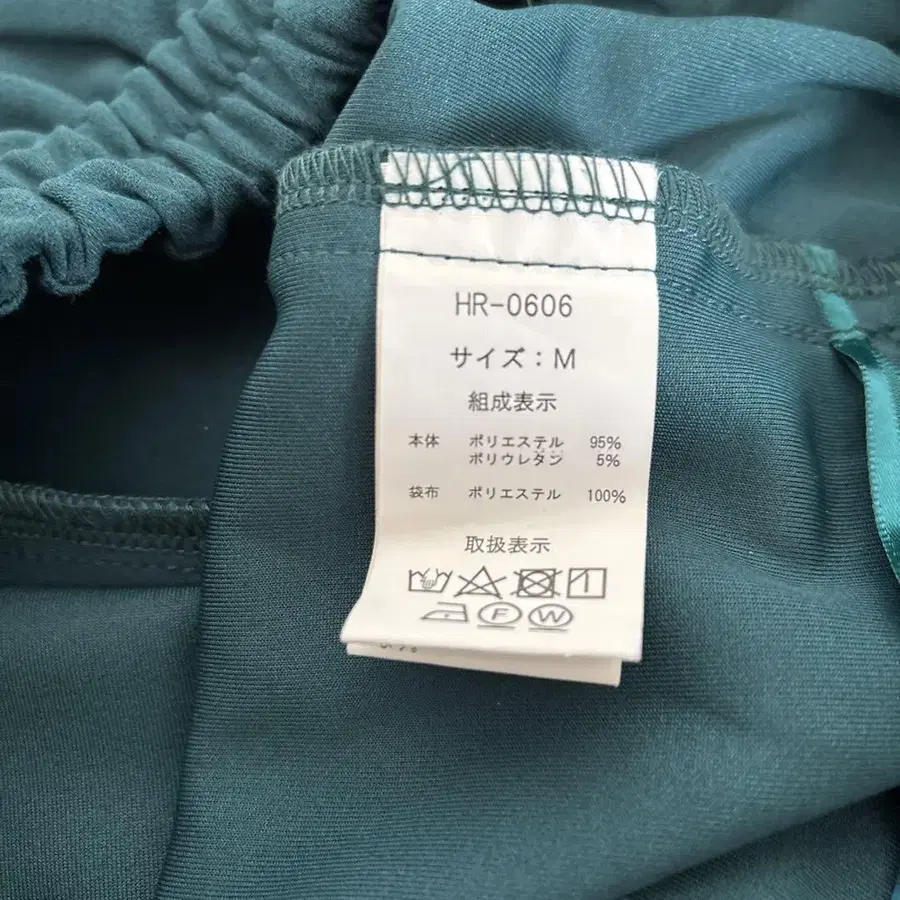 HR-0606
サイズ：M
組成表示
本体 ポリエステル 95%
ポリウレタン 5%
袋布 ポリエステル 100%
取扱表示
F W